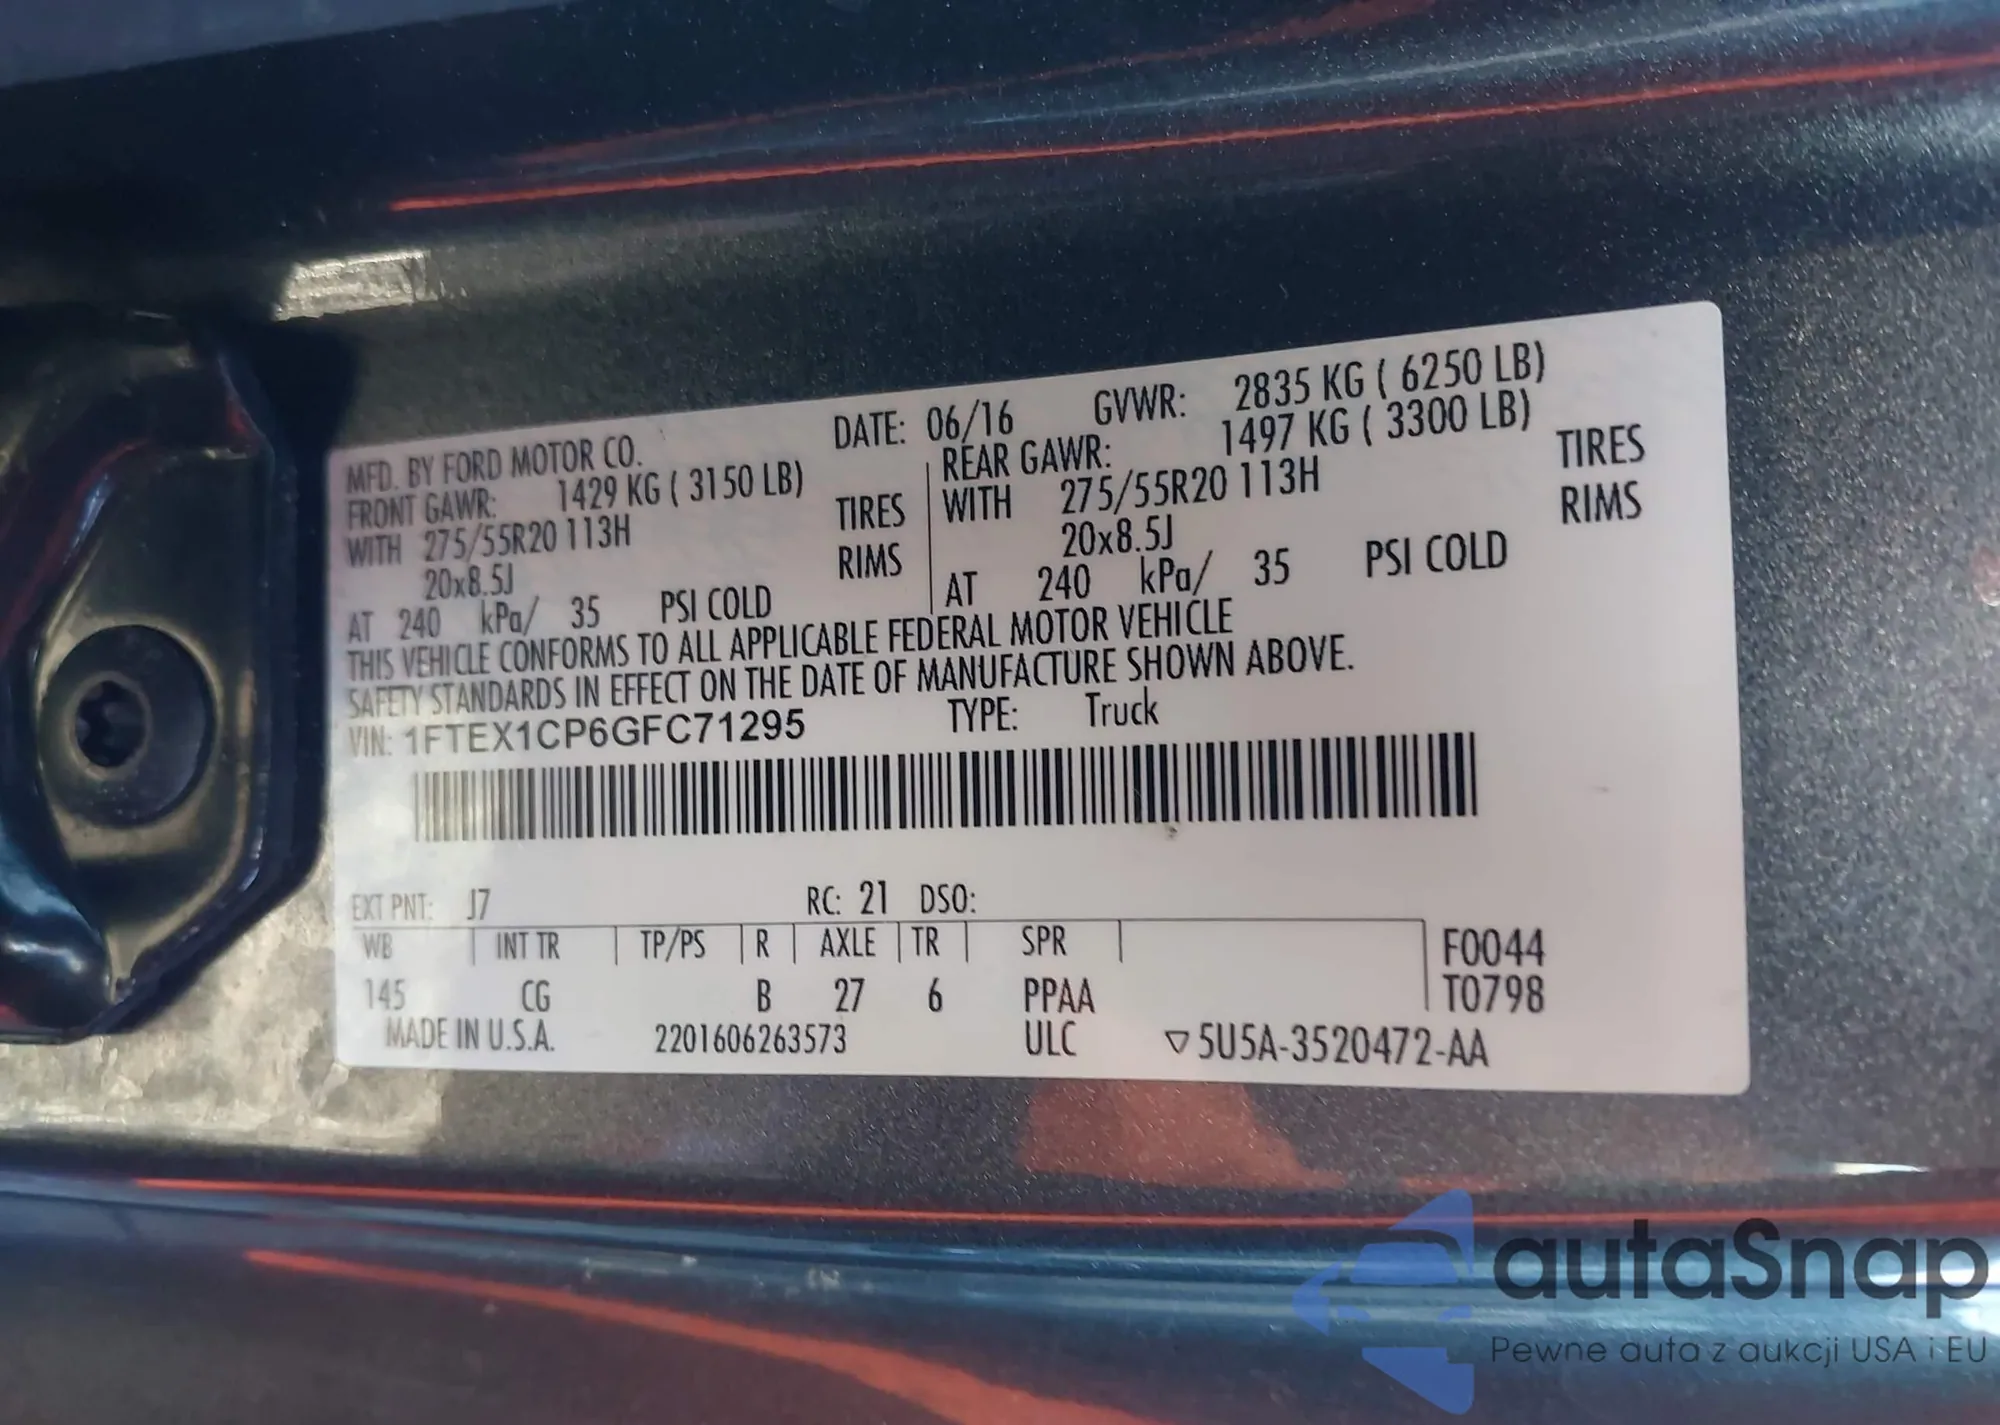 MFD. BY FORD MOTOR CO. DATE: 06/16 GVWR: 2835 KG ( 6250 LB)
FRONT GAWR: 1429 KG ( 3150 LB) REAR GAWR: 1497 KG ( 3300 LB)
WITH 275/55R20 113H TIRES WITH 275/55R20 113H TIRES
20x8.5J RIMS 20x8.5J RIMS
AT 240 kPa/ 35 PSI COLD AT 240 kPa/ 35 PSI COLD
THIS VEHICLE CONFORMS TO ALL APPLICABLE FEDERAL MOTOR VEHICLE
SAFETY STANDARDS IN EFFECT ON THE DATE OF MANUFACTURE SHOWN ABOVE.
VIN: 1FTEX1CP6GFC71295 TYPE: Truck
EXT PNT: J7 RC: 21 DSO:
WB INT TR TP/PS R AXLE TR SPR F0044
145 CG B 27 6 PPAA T0798
MADE IN U.S.A. 2201606263573 ULC ▽5U5A-3520472-AA
autaSnap
Pewne auta z aukcji USA i EU